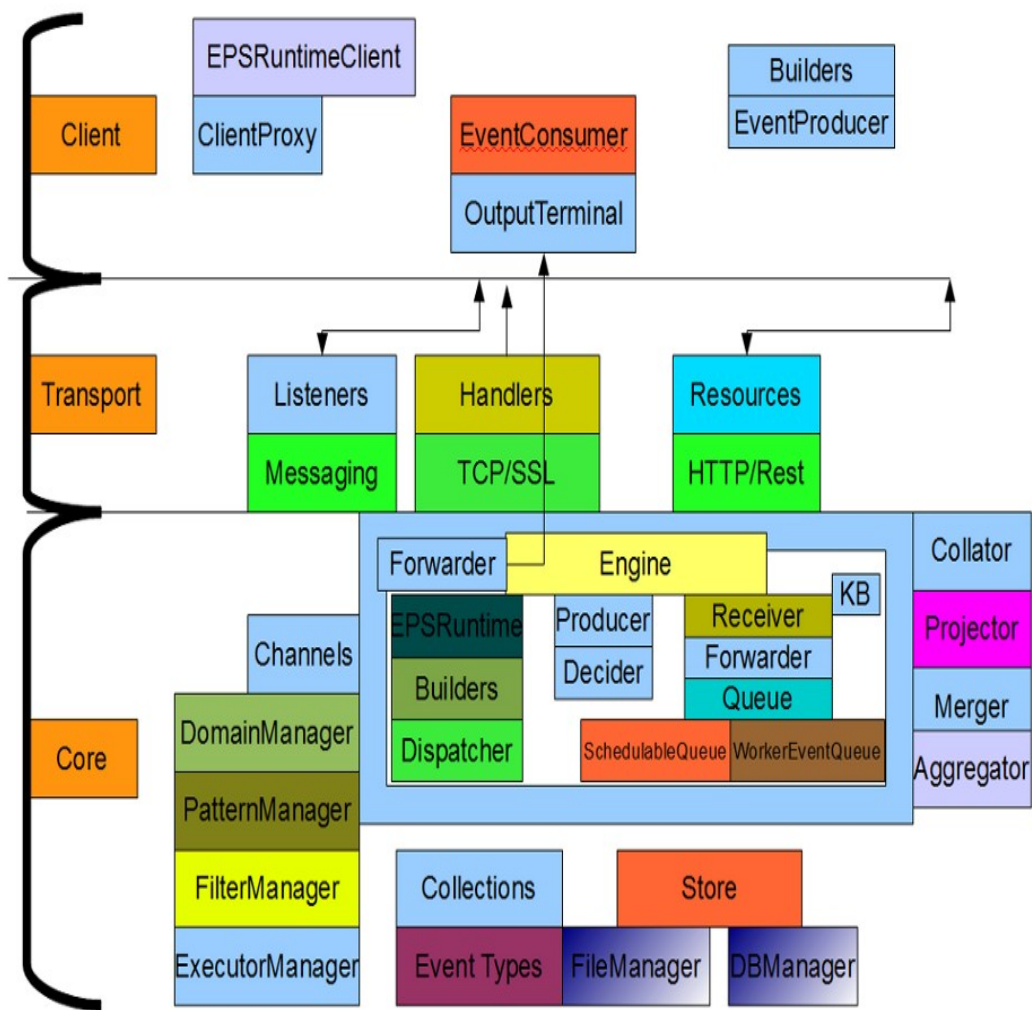 EPSRuntimeClient
Builders
Client
ClientProxy
EventConsumer
EventProducer
OutputTerminal
Transport
Listeners
Handlers
Resources
Messaging
TCP/SSL
HTTP/Rest
Forwarder
Engine
Collator
KB
EPSRuntime
Producer
Receiver
Projector
Channels
Decider
Forwarder
Builders
Queue
Merger
Core
DomainManager
Dispatcher
SchedulableQueue
WorkerEventQueue
Aggregator
PatternManager
FilterManager
Collections
Store
ExecutorManager
Event Types
FileManager
DBManager